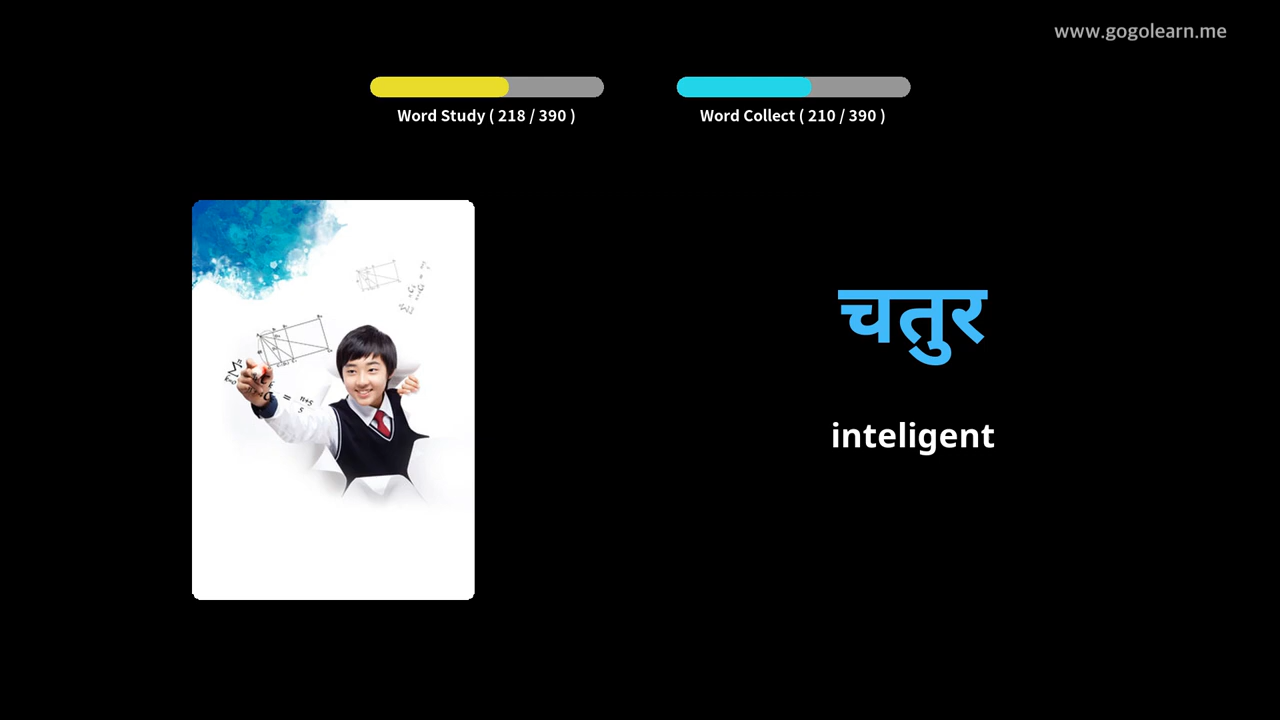 www.gogolearn.me
Word Study ( 218 / 390 )
Word Collect ( 210 / 390 )
चतुर
inteligent